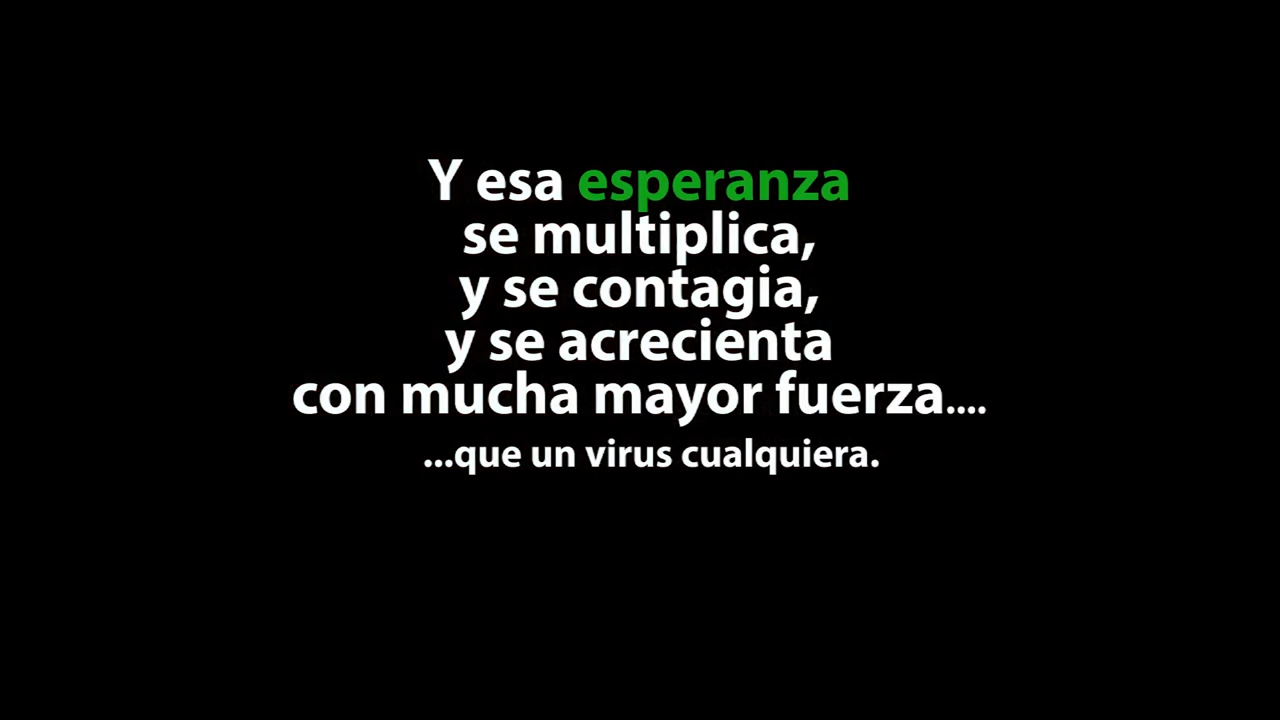 Y esa esperanza
se multiplica,
y se contagia,
y se acrecienta
con mucha mayor fuerza....
...que un virus cualquiera.